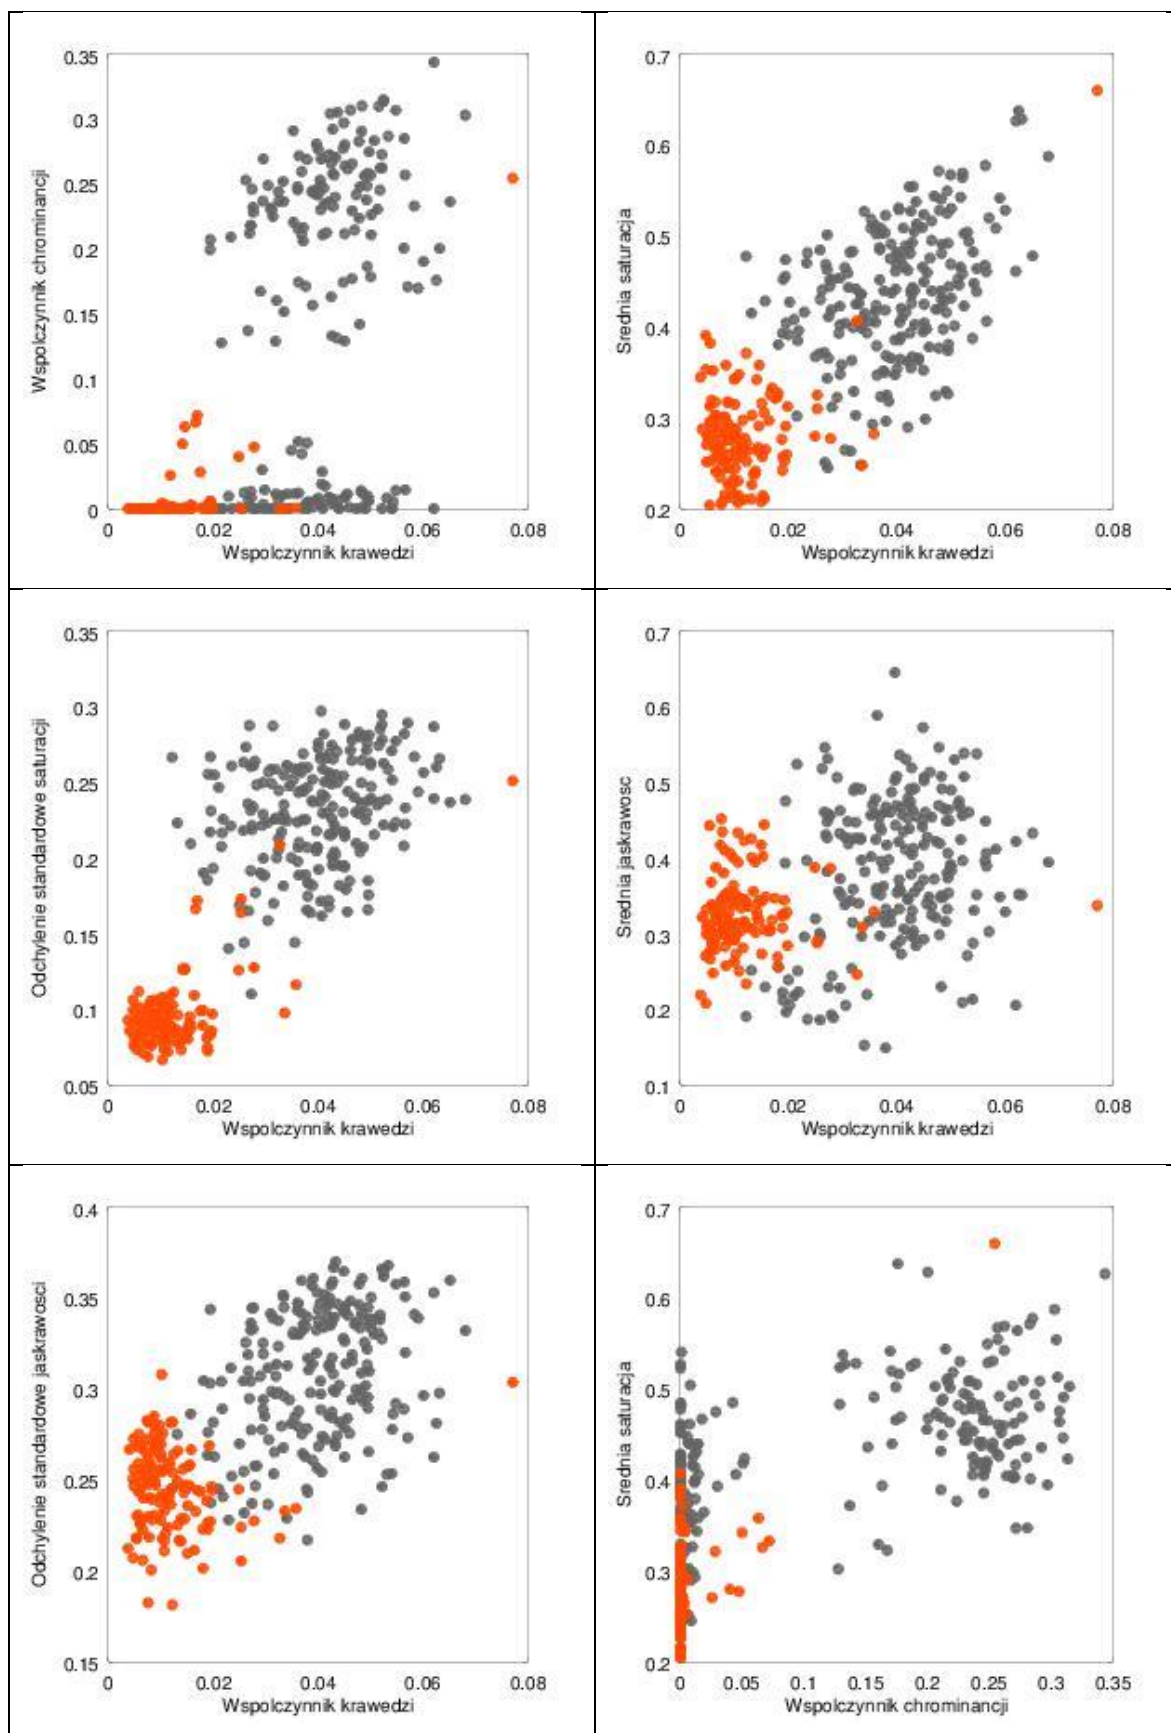 0.35
0.3
0.25
0.2
0.15
0.1
0.05
0
Wspolczynnik chrominancji
0 0.02 0.04 0.06 0.08
Wspolczynnik krawedzi
0.7
0.6
0.5
0.4
0.3
0.2
Srednia saturacja
0 0.02 0.04 0.06 0.08
Wspolczynnik krawedzi
0.35
0.3
0.25
0.2
0.15
0.1
0.05
Odchylenie standardowe saturacji
0 0.02 0.04 0.06 0.08
Wspolczynnik krawedzi
0.7
0.6
0.5
0.4
0.3
0.2
0.1
Srednia jaskrawosc
0 0.02 0.04 0.06 0.08
Wspolczynnik krawedzi
0.4
0.35
0.3
0.25
0.2
0.15
Odchylenie standardowe jaskrawosci
0 0.02 0.04 0.06 0.08
Wspolczynnik krawedzi
0.7
0.6
0.5
0.4
0.3
0.2
Srednia saturacja
0 0.05 0.1 0.15 0.2 0.25 0.3 0.35
Wspolczynnik chrominancji